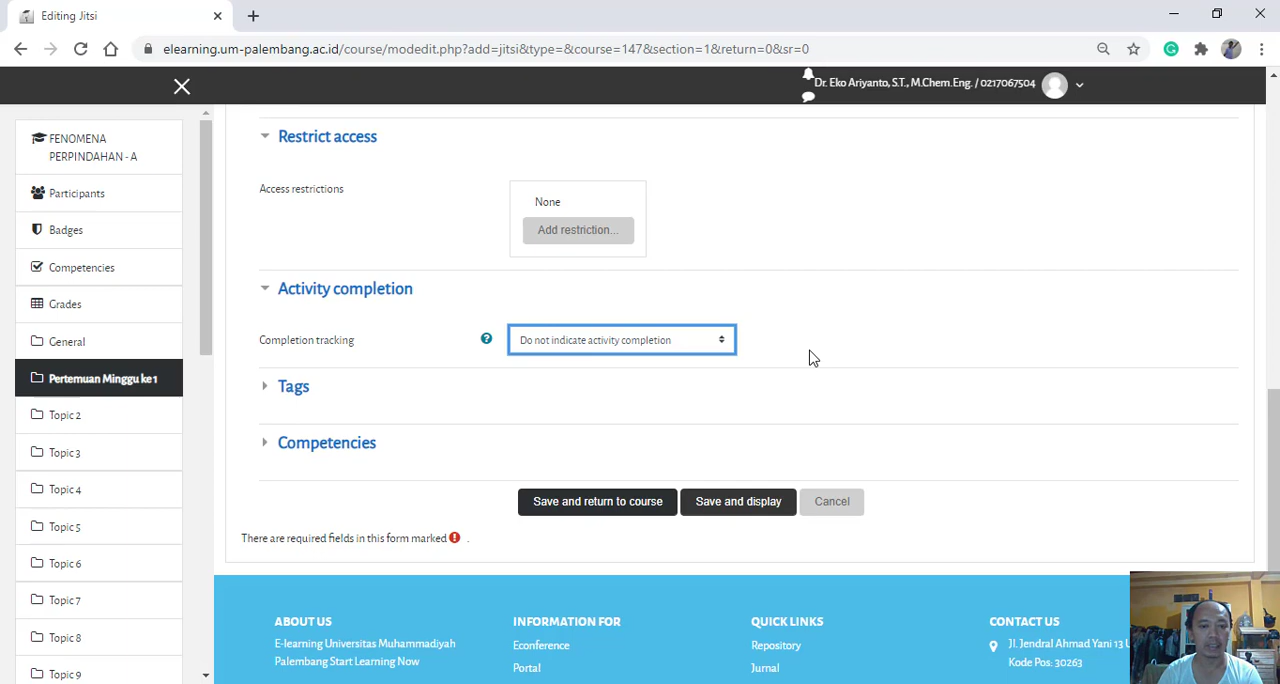 Editing Jitsi
elearning.um-palembang.ac.id/course/modedit.php?add=jitsi&type=&course=147&section=1&return=0&sr=0
Dr. Eko Ariyanto, S.T., M.Chem.Eng. / 0217067504
FENOMENA
PERPINDAHAN - A
Participants
Badges
Competencies
Grades
General
Pertemuan Minggu ke 1
Topic 2
Topic 3
Topic 4
Topic 5
Topic 6
Topic 7
Topic 8
Topic 9
Restrict access
Access restrictions
None
Add restriction...
Activity completion
Completion tracking
Do not indicate activity completion
Tags
Competencies
Save and return to course
Save and display
Cancel
There are required fields in this form marked .
ABOUT US
E-learning Universitas Muhammadiyah
Palembang Start Learning Now
INFORMATION FOR
Econference
Portal
QUICK LINKS
Repository
Jurnal
CONTACT US
Jl. Jendral Ahmad Yani 13 U
Kode Pos: 30263